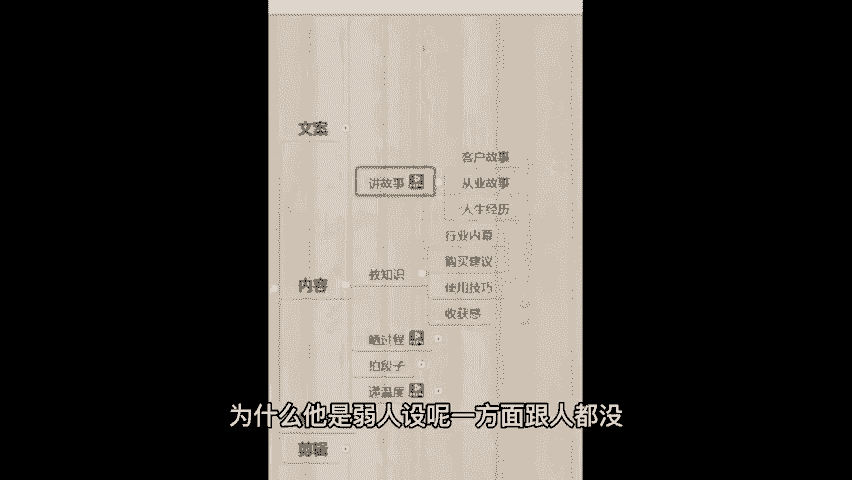 文案
客户故事
讲故事
从业故事
人生经历
行业内幕
购买建议
教知识
内容
使用技巧
收获感
晒过程
拍段子
递温度
为什么他是弱人设呢一方面跟人都没
剪辑